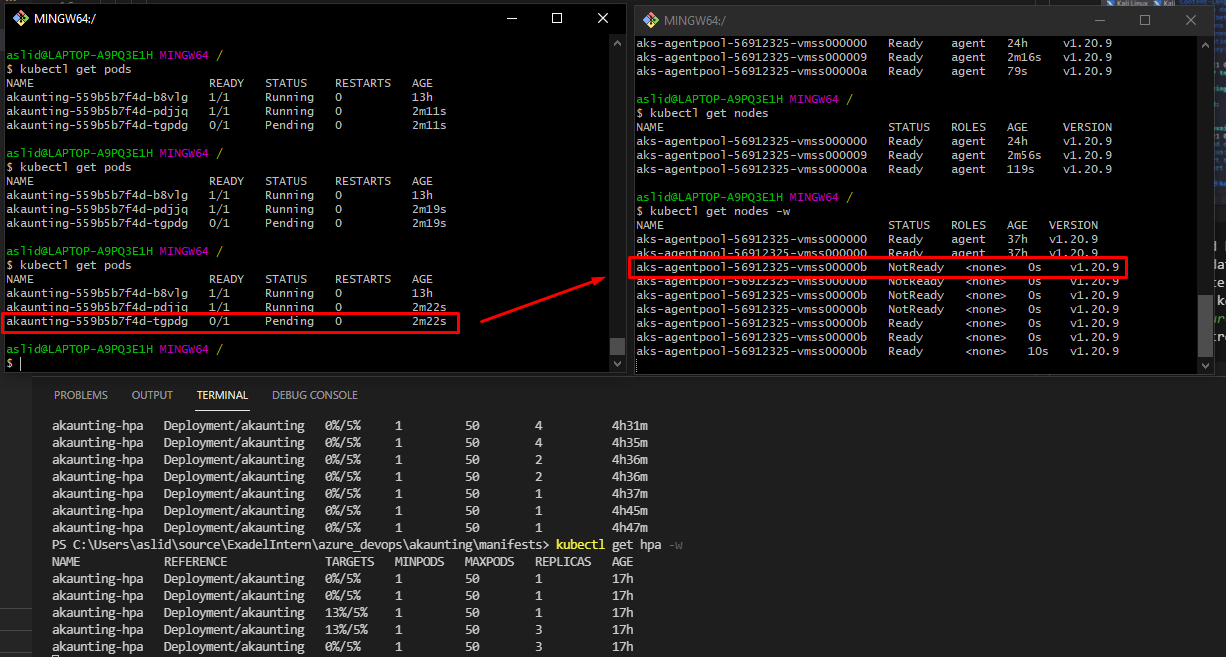 MINGW64:/
aslid@LAPTOP-A9PQ3E1H MINGW64 /
$ kubectl get pods
NAME READY STATUS RESTARTS AGE
akaunting-559b5b7f4d-b8vlg 1/1 Running 0 13h
akaunting-559b5b7f4d-pdjjq 1/1 Running 0 2m11s
akaunting-559b5b7f4d-tgpdg 0/1 Pending 0 2m11s
aslid@LAPTOP-A9PQ3E1H MINGW64 /
$ kubectl get pods
NAME READY STATUS RESTARTS AGE
akaunting-559b5b7f4d-b8vlg 1/1 Running 0 13h
akaunting-559b5b7f4d-pdjjq 1/1 Running 0 2m19s
akaunting-559b5b7f4d-tgpdg 0/1 Pending 0 2m19s
aslid@LAPTOP-A9PQ3E1H MINGW64 /
$ kubectl get pods
NAME READY STATUS RESTARTS AGE
akaunting-559b5b7f4d-b8vlg 1/1 Running 0 13h
akaunting-559b5b7f4d-pdjjq 1/1 Running 0 2m22s
akaunting-559b5b7f4d-tgpdg 0/1 Pending 0 2m22s
aslid@LAPTOP-A9PQ3E1H MINGW64 /
$
MINGW64:/
aks-agentpool-56912325-vmss000000 Ready agent 24h v1.20.9
aks-agentpool-56912325-vmss000009 Ready agent 2m16s v1.20.9
aks-agentpool-56912325-vmss00000a Ready agent 79s v1.20.9
aslid@LAPTOP-A9PQ3E1H MINGW64 /
$ kubectl get nodes
NAME STATUS ROLES AGE VERSION
aks-agentpool-56912325-vmss000000 Ready agent 24h v1.20.9
aks-agentpool-56912325-vmss000009 Ready agent 2m56s v1.20.9
aks-agentpool-56912325-vmss00000a Ready agent 119s v1.20.9
aslid@LAPTOP-A9PQ3E1H MINGW64 /
$ kubectl get nodes -w
NAME STATUS ROLES AGE VERSION
aks-agentpool-56912325-vmss000000 Ready agent 37h v1.20.9
aks-agentpool-56912325-vmss000000 Ready agent 37h v1.20.9
aks-agentpool-56912325-vmss00000b NotReady <none> 0s v1.20.9
aks-agentpool-56912325-vmss00000b NotReady <none> 0s v1.20.9
aks-agentpool-56912325-vmss00000b NotReady <none> 0s v1.20.9
aks-agentpool-56912325-vmss00000b NotReady <none> 0s v1.20.9
aks-agentpool-56912325-vmss00000b Ready <none> 0s v1.20.9
aks-agentpool-56912325-vmss00000b Ready <none> 0s v1.20.9
aks-agentpool-56912325-vmss00000b Ready <none> 10s v1.20.9
PROBLEMS OUTPUT TERMINAL DEBUG CONSOLE
akaunting-hpa Deployment/akaunting 0%/5% 1 50 4 4h31m
akaunting-hpa Deployment/akaunting 0%/5% 1 50 4 4h35m
akaunting-hpa Deployment/akaunting 0%/5% 1 50 2 4h36m
akaunting-hpa Deployment/akaunting 0%/5% 1 50 2 4h36m
akaunting-hpa Deployment/akaunting 0%/5% 1 50 1 4h37m
akaunting-hpa Deployment/akaunting 0%/5% 1 50 1 4h45m
akaunting-hpa Deployment/akaunting 0%/5% 1 50 1 4h47m
PS C:\Users\aslid\source\ExadelIntern\azure_devops\akaunting\manifests> kubectl get hpa -w
NAME REFERENCE TARGETS MINPODS MAXPODS REPLICAS AGE
akaunting-hpa Deployment/akaunting 0%/5% 1 50 1 17h
akaunting-hpa Deployment/akaunting 0%/5% 1 50 1 17h
akaunting-hpa Deployment/akaunting 13%/5% 1 50 1 17h
akaunting-hpa Deployment/akaunting 13%/5% 1 50 3 17h
akaunting-hpa Deployment/akaunting 0%/5% 1 50 3 17h